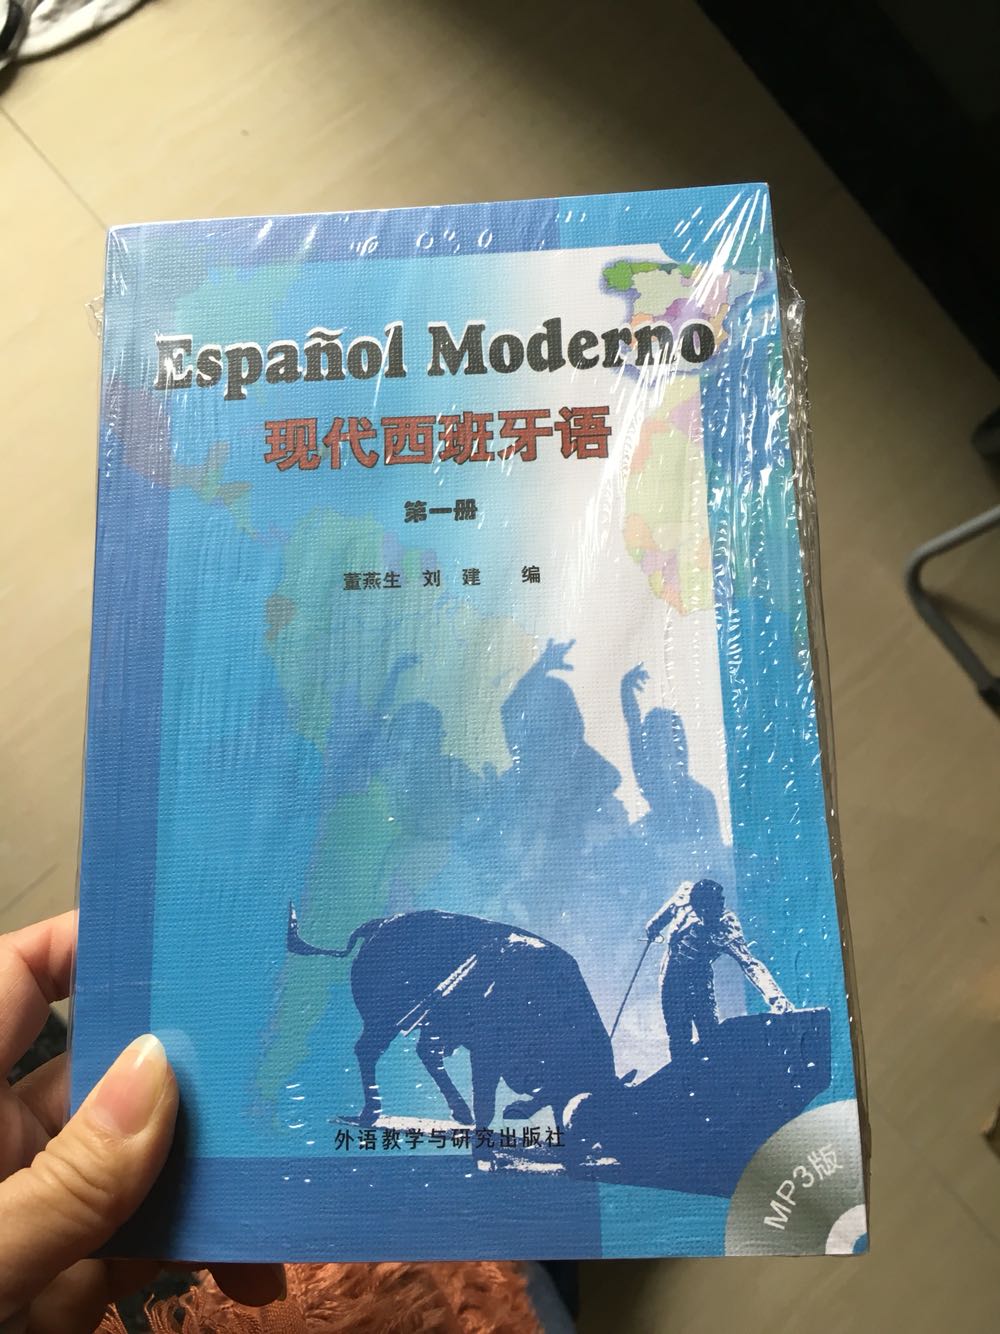 Español Moderno
现代西班牙语
第一册
董燕生 刘 建 编
外语教学与研究出版社
MP3版